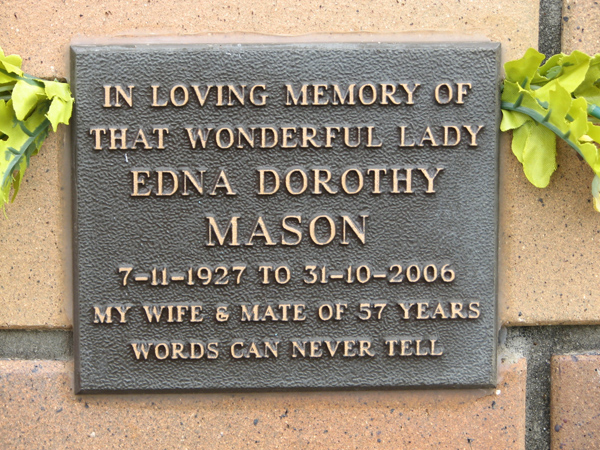 IN LOVING MEMORY OF
THAT WONDERFUL LADY
EDNA DOROTHY
MASON
7-11-1927 TO 31-10-2006
MY WIFE & MATE OF 57 YEARS
WORDS CAN NEVER TELL